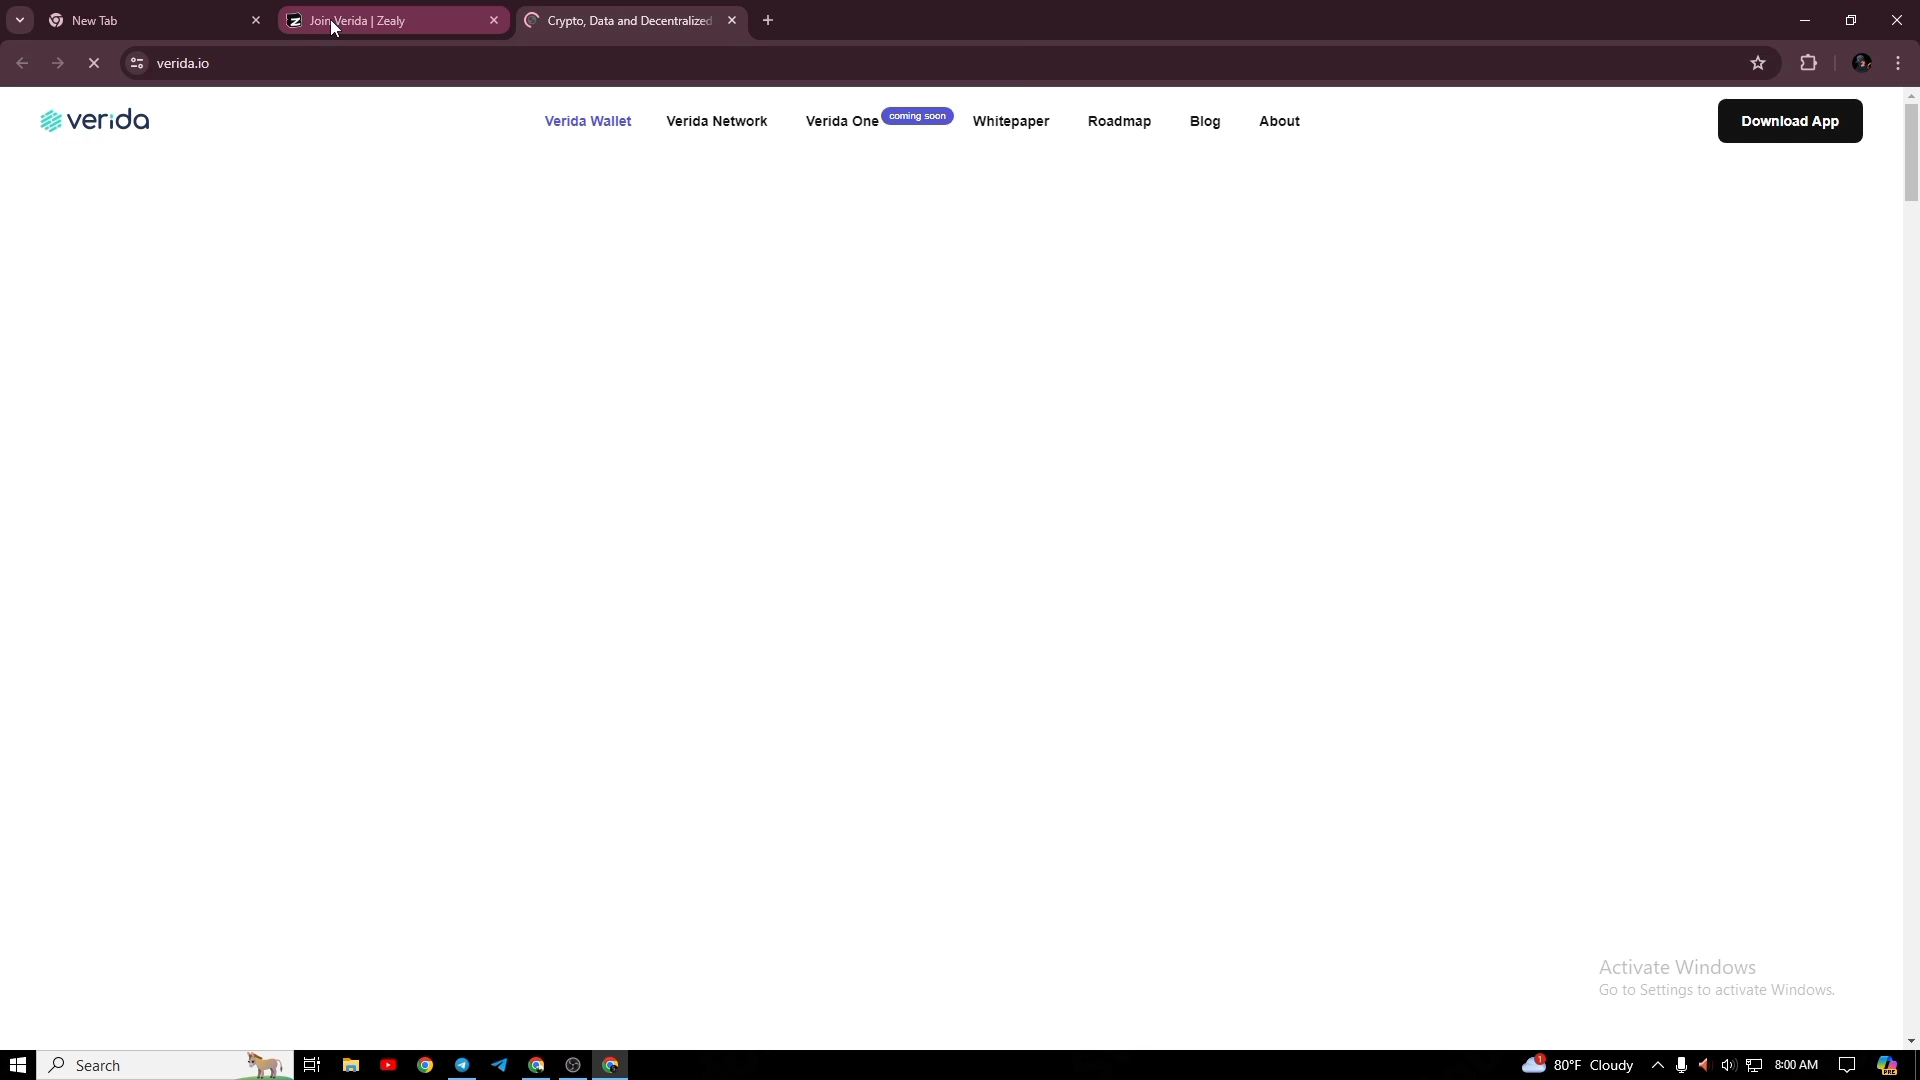 New Tab
Join Verida | Zealy
Crypto, Data and Decentralized
verida.io
verida
Verida Wallet
Verida Network
Verida One
coming soon
Whitepaper
Roadmap
Blog
About
Download App
Activate Windows
Go to Settings to activate Windows.
Search
1
80°F Cloudy
8:00 AM
PRE